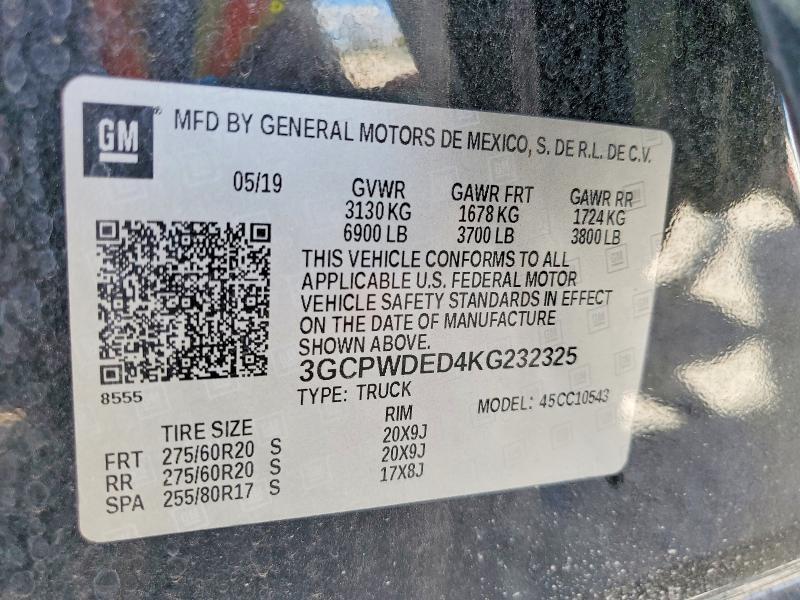 GM® MFD BY GENERAL MOTORS DE MEXICO, S. DE R.L. DE C.V.
05/19 GVWR GAWR FRT GAWR RR
3130 KG 1678 KG 1724 KG
6900 LB 3700 LB 3800 LB
THIS VEHICLE CONFORMS TO ALL
APPLICABLE U.S. FEDERAL MOTOR
VEHICLE SAFETY STANDARDS IN EFFECT
ON THE DATE OF MANUFACTURE
SHOWN ABOVE.
3GCPWDED4KG232325
8555 TYPE: TRUCK MODEL: 45CC10543
TIRE SIZE RIM
FRT 275/60R20 S 20X9J
RR 275/60R20 S 20X9J
SPA 255/80R17 S 17X8J